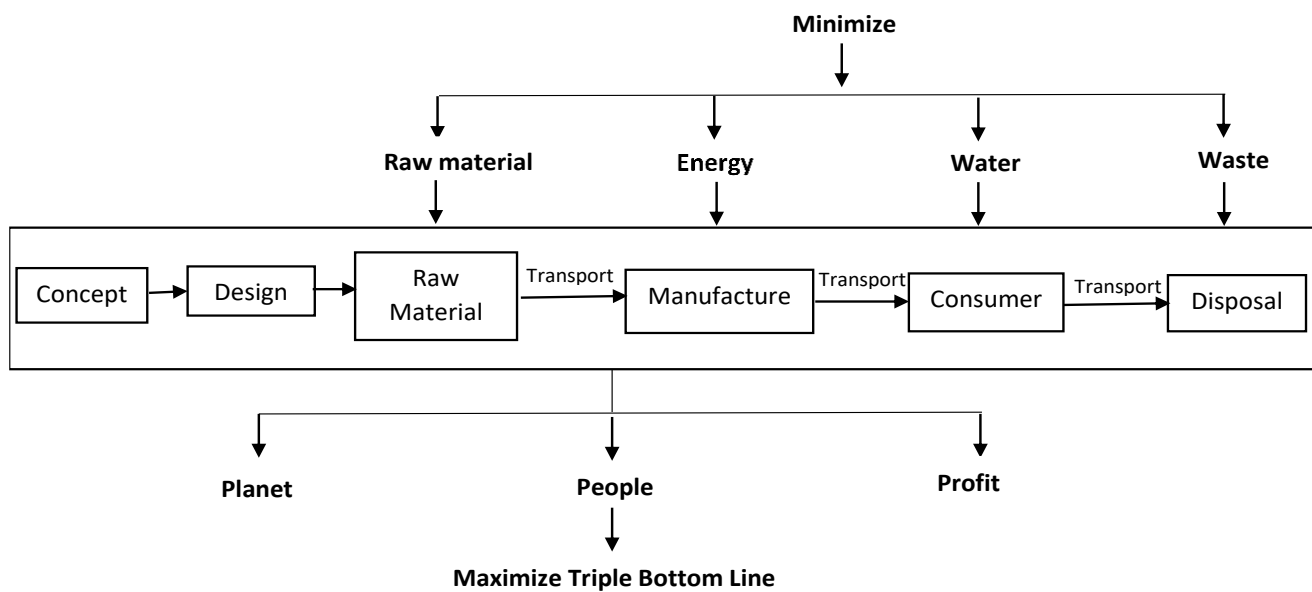 Minimize
Raw material
Energy
Water
Waste
Concept
Design
Raw
Material
Transport
Manufacture
Transport
Consumer
Transport
Disposal
Planet
People
Profit
Maximize Triple Bottom Line